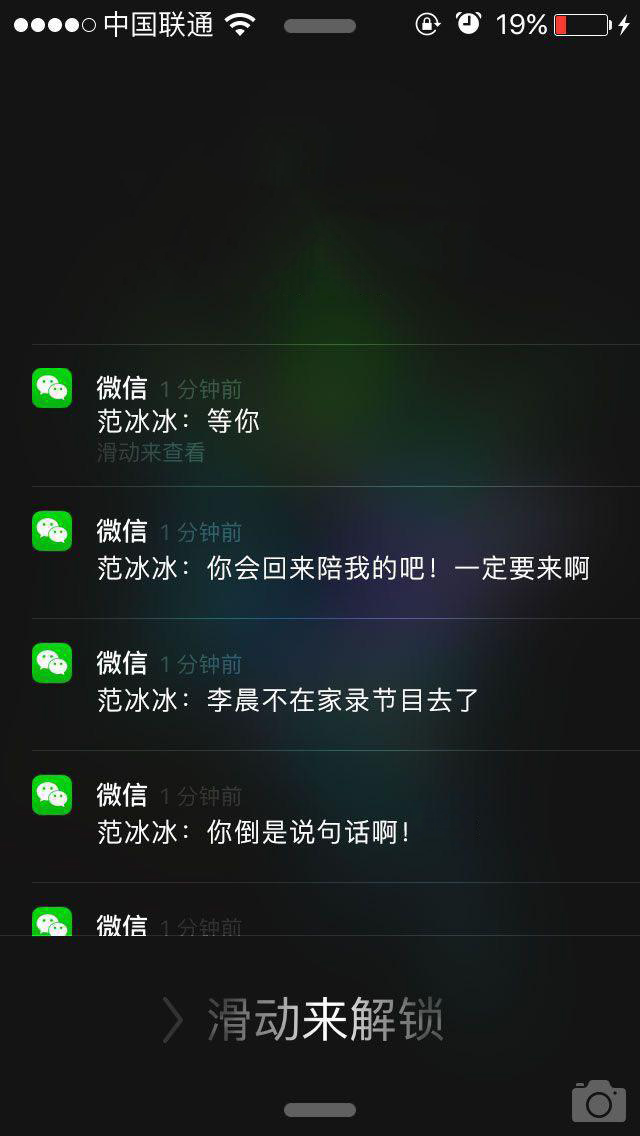 中国联通 19%
微信 1 分钟前
范冰冰：等你
滑动来查看
微信 1 分钟前
范冰冰：你会回来陪我的吧！一定要来啊
微信 1 分钟前
范冰冰：李晨不在家录节目去了
微信 1 分钟前
范冰冰：你倒是说句话啊！
微信 1 分钟前
滑动来解锁